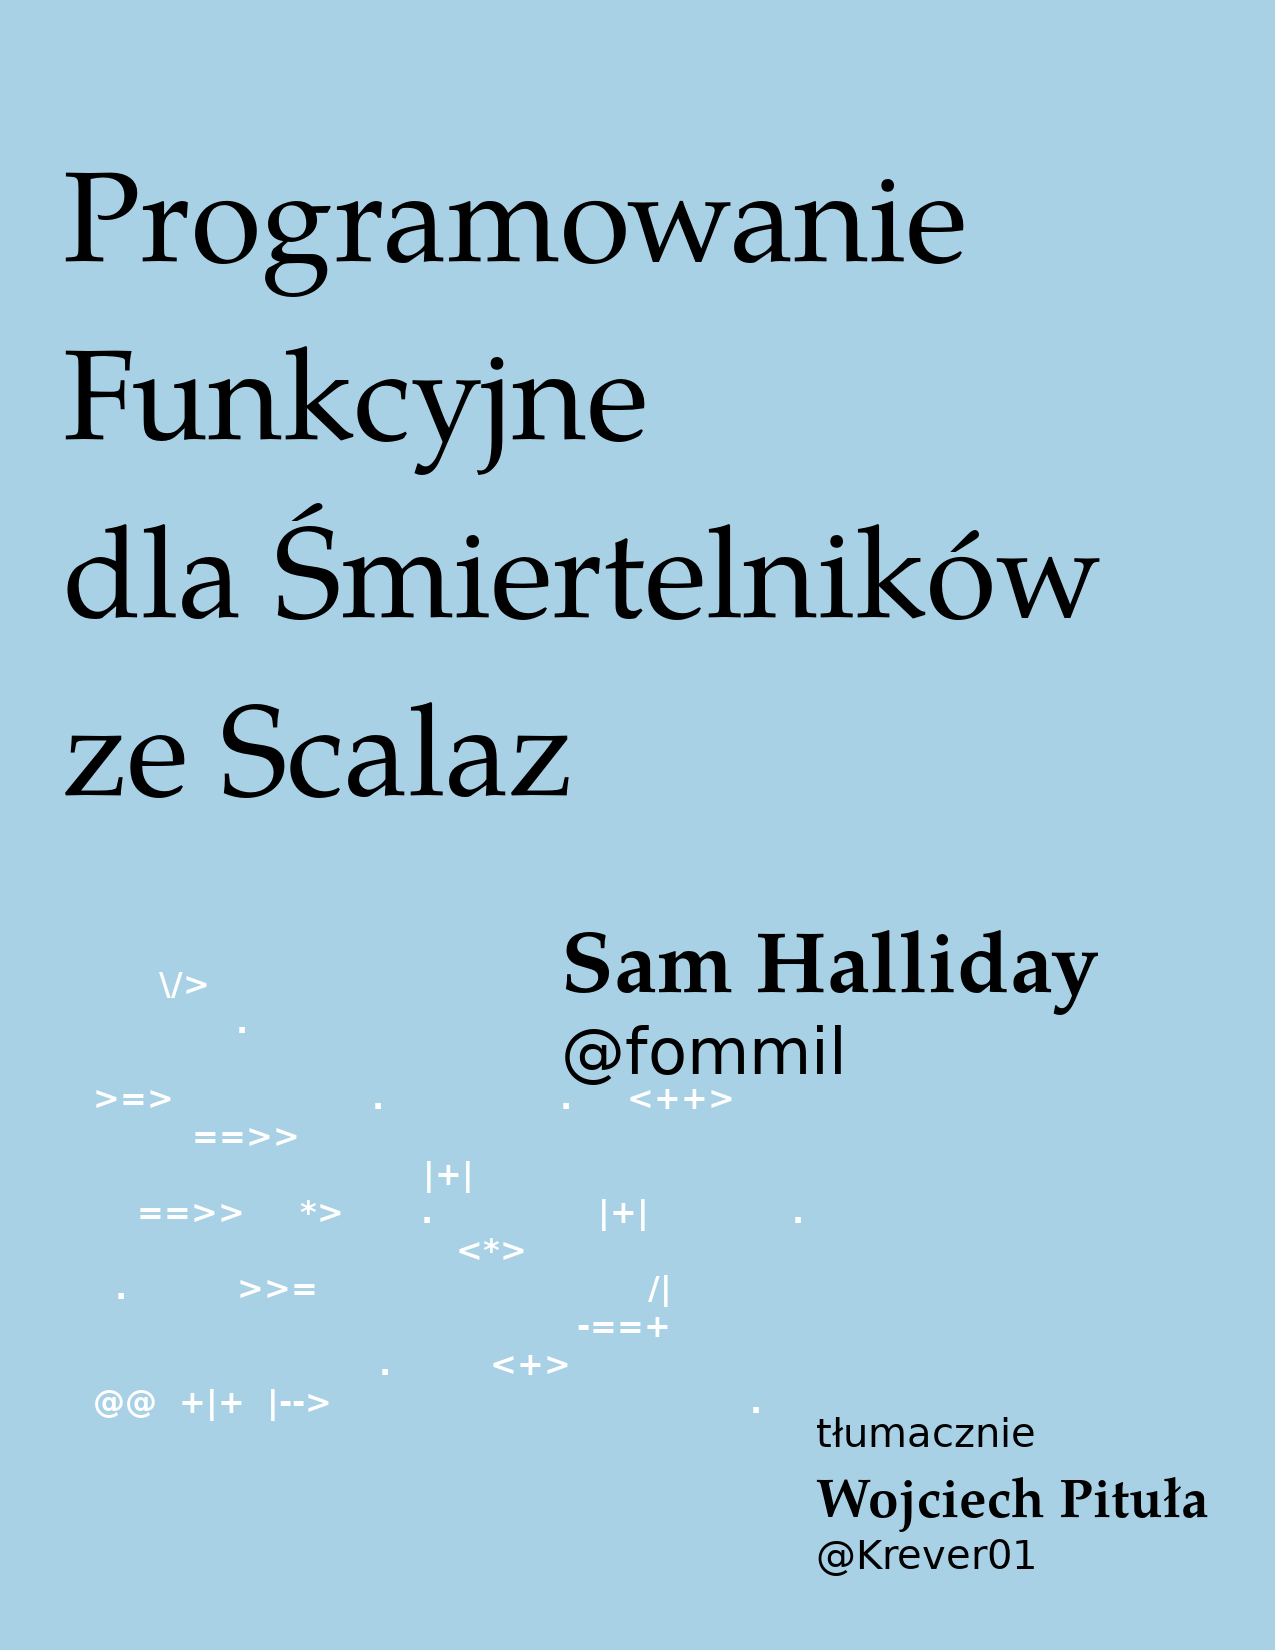 Programowanie
Funkcyjne
dla Śmiertelników
ze Scalaz
Sam Halliday
@fommil
\/>
.
>=> . . <++>
==>>
|+|
==>> *> . |+| .
<*>
. >>= /|
-==+
. <+>
@@ +|+ |--> .
tłumacznie
Wojciech Pituła
@Krever01